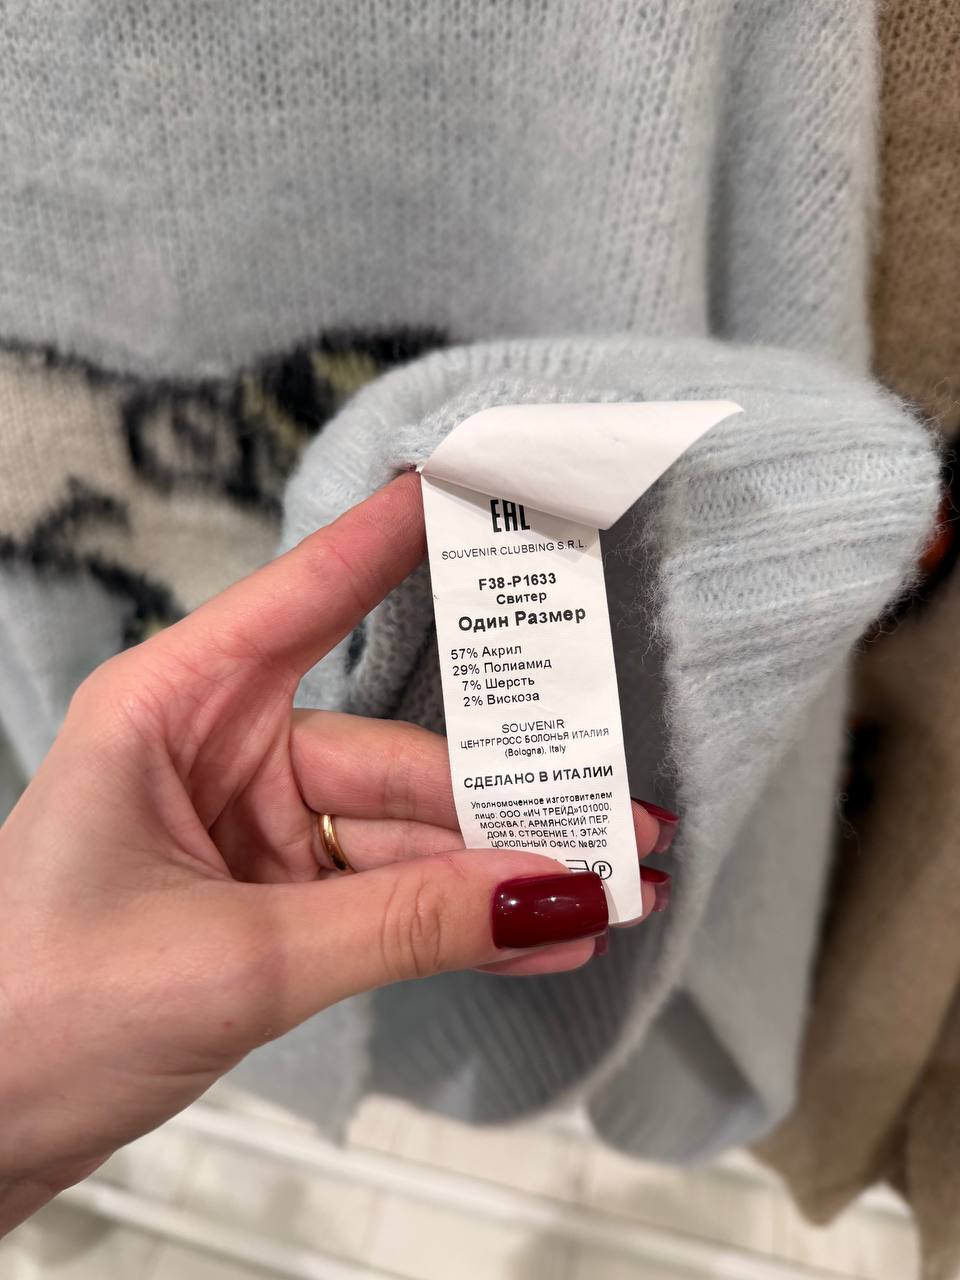 EAC
SOUVENIR CLUBBING S.R.L.
F38-P1633
Свитер
Один Размер
57% Акрил
29% Полиамид
7% Шерсть
2% Вискоза
SOUVENIR
ЦЕНТРГРОСС БОЛОНЬЯ ИТАЛИЯ
(Bologna), Italy
СДЕЛАНО В ИТАЛИИ
Уполномоченное изготовителем
лицо: ООО «ИЧ ТРЕЙД»101000,
МОСКВА Г, АРМЯНСКИЙ ПЕР,
ДОМ 9, СТРОЕНИЕ 1, ЭТАЖ
ЦОКОЛЬНЫЙ ОФИС №8/20
P